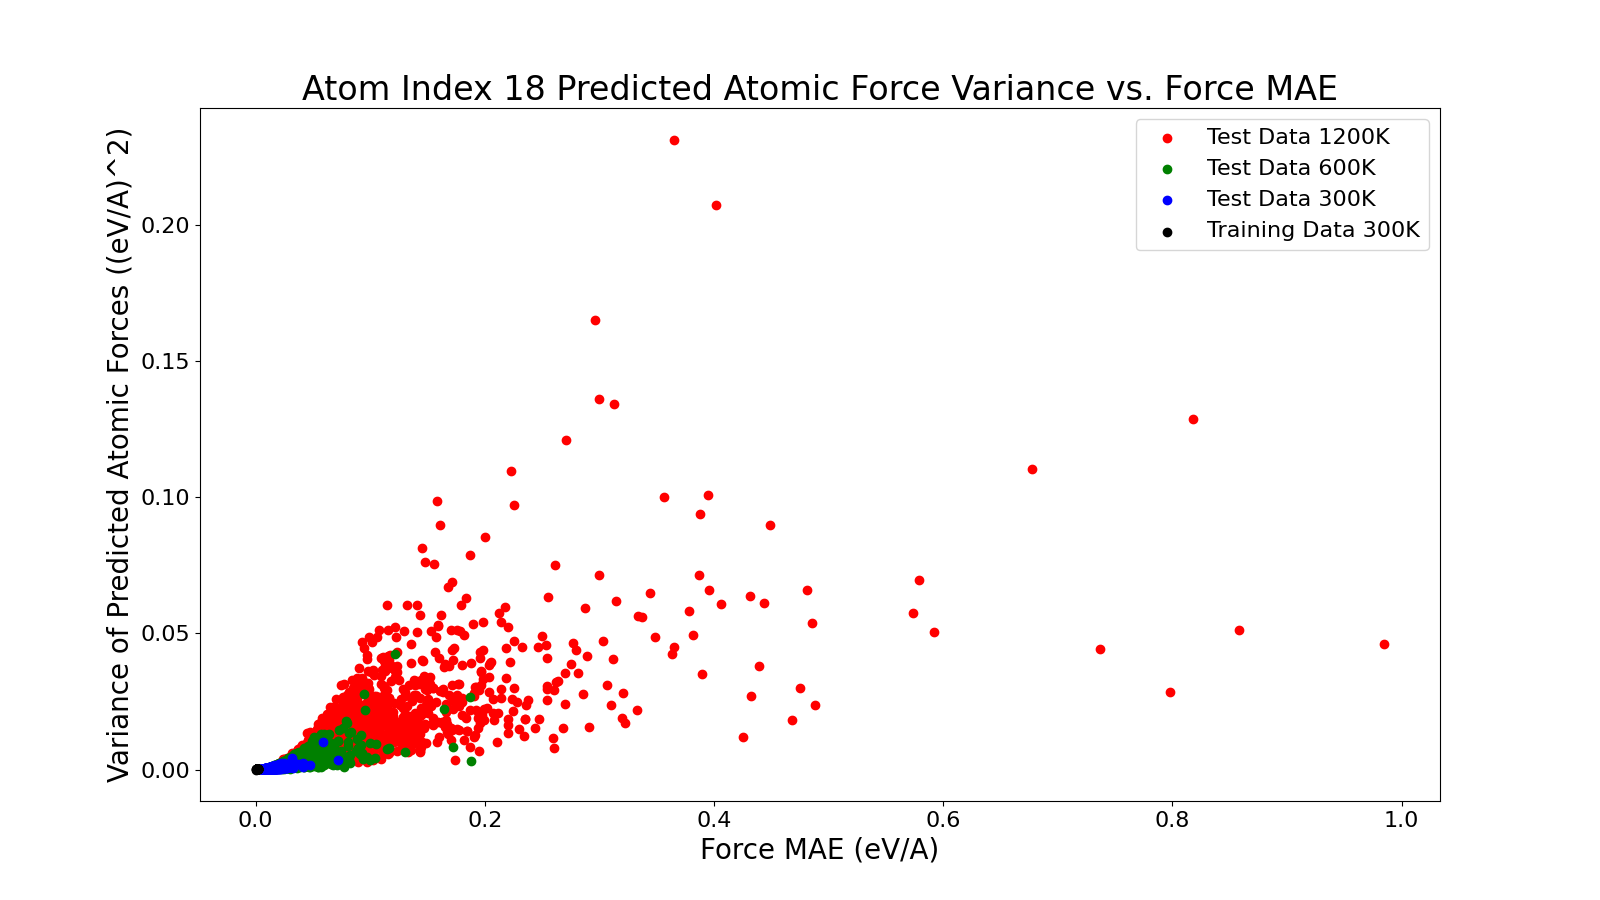 Atom Index 18 Predicted Atomic Force Variance vs. Force MAE
Variance of Predicted Atomic Forces ((eV/A)^2)
0.20
0.15
0.10
0.05
0.00
Test Data 1200K
Test Data 600K
Test Data 300K
Training Data 300K
0.0 0.2 0.4 0.6 0.8 1.0
Force MAE (eV/A)